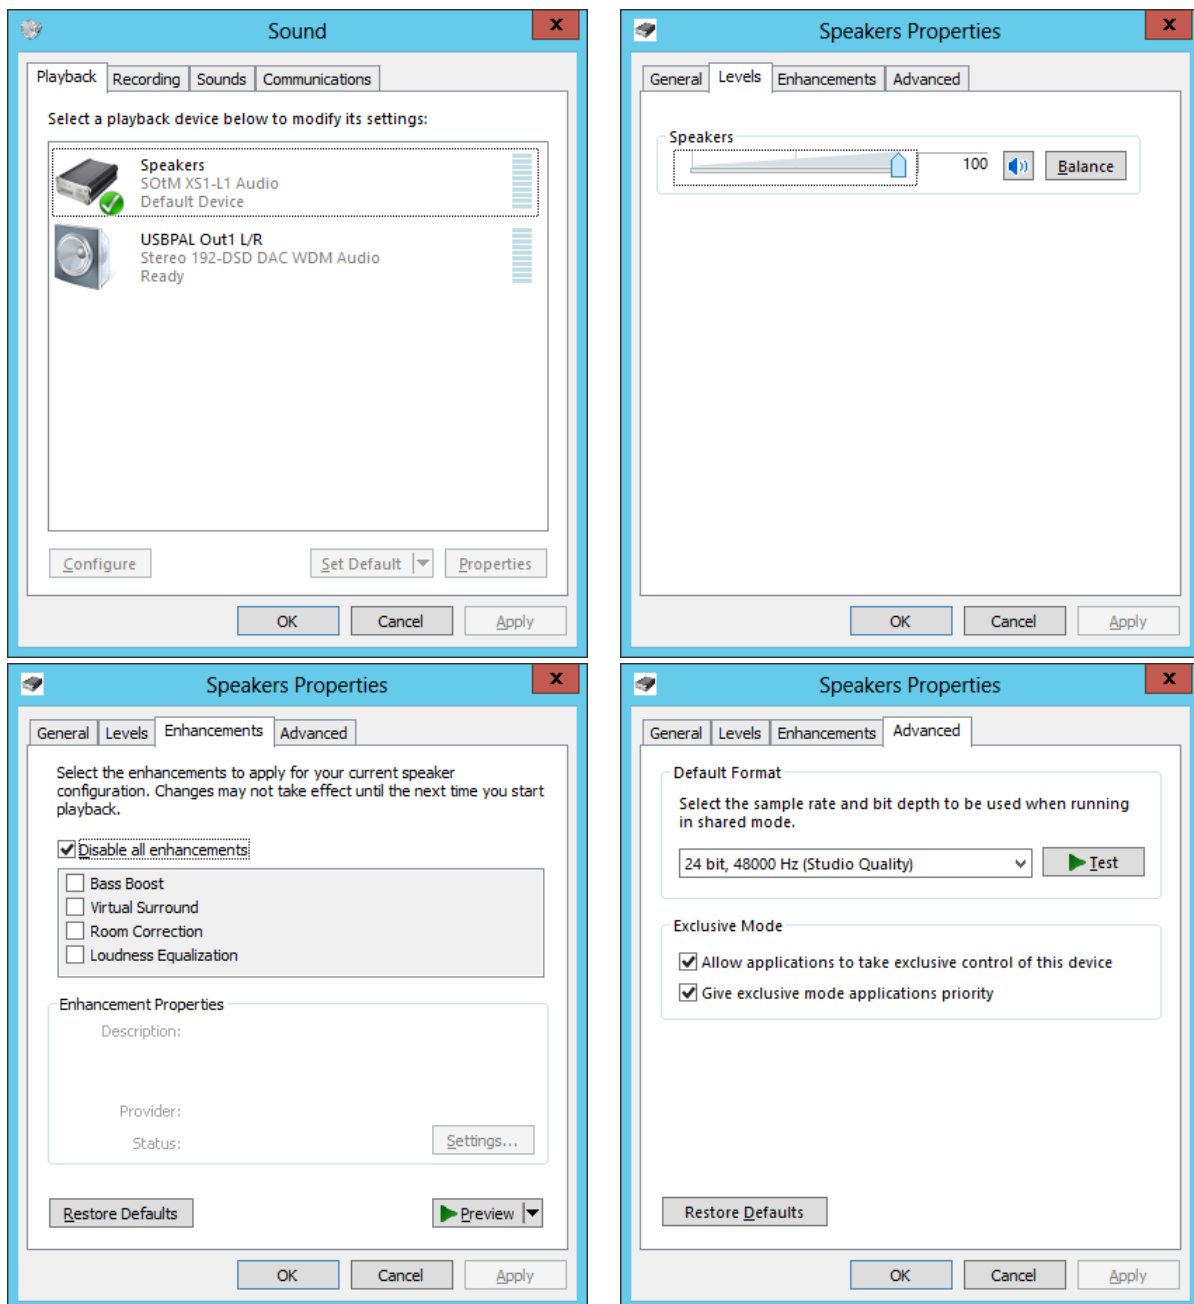 Sound
x
Playback
Recording
Sounds
Communications
Select a playback device below to modify its settings:
Speakers
SOtM XS1-L1 Audio
Default Device
USBPAL Out1 L/R
Stereo 192-DSD DAC WDM Audio
Ready
Configure
Set Default
Properties
OK
Cancel
Apply
Speakers Properties
x
General
Levels
Enhancements
Advanced
Speakers
100
Balance
OK
Cancel
Apply
Speakers Properties
x
General
Levels
Enhancements
Advanced
Select the enhancements to apply for your current speaker
configuration. Changes may not take effect until the next time you start
playback.
Disable all enhancements
Bass Boost
Virtual Surround
Room Correction
Loudness Equalization
Enhancement Properties
Description:
Provider:
Status:
Settings...
Restore Defaults
Preview
OK
Cancel
Apply
Speakers Properties
x
General
Levels
Enhancements
Advanced
Default Format
Select the sample rate and bit depth to be used when running
in shared mode.
24 bit, 48000 Hz (Studio Quality)
Test
Exclusive Mode
Allow applications to take exclusive control of this device
Give exclusive mode applications priority
Restore Defaults
OK
Cancel
Apply